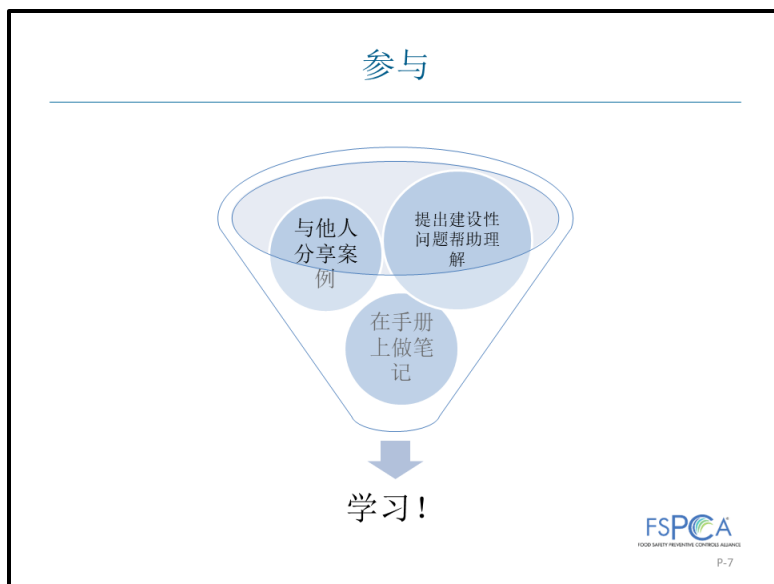 参与
与他人
分享案
例
提出建设性
问题帮助理
解
在手册
上做笔
记
学习！
FSPCA
FOOD SAFETY PREVENTIVE CONTROLS ALLIANCE
P-7